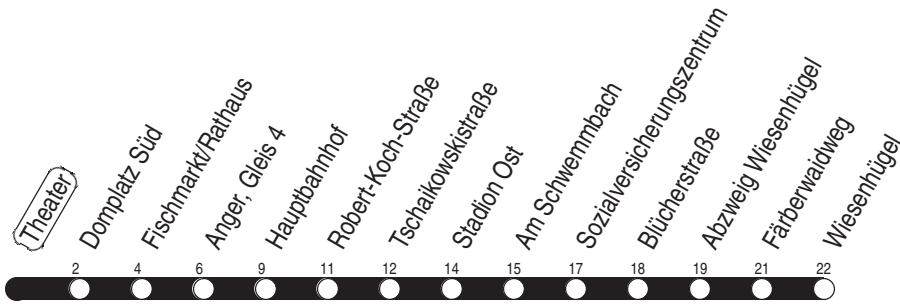 Theater
Domplatz Süd
Fischmarkt/Rathaus
Anger, Gleis 4
Hauptbahnhof
Robert-Koch-Straße
Tschaikowskistraße
Stadion Ost
Am Schwemmbach
Sozialversicherungszentrum
Blücherstraße
Abzweig Wiesenhügel
Färberwaidweg
Wiesenhügel
2 4 6 9 11 12 14 15 17 18 19 21 22